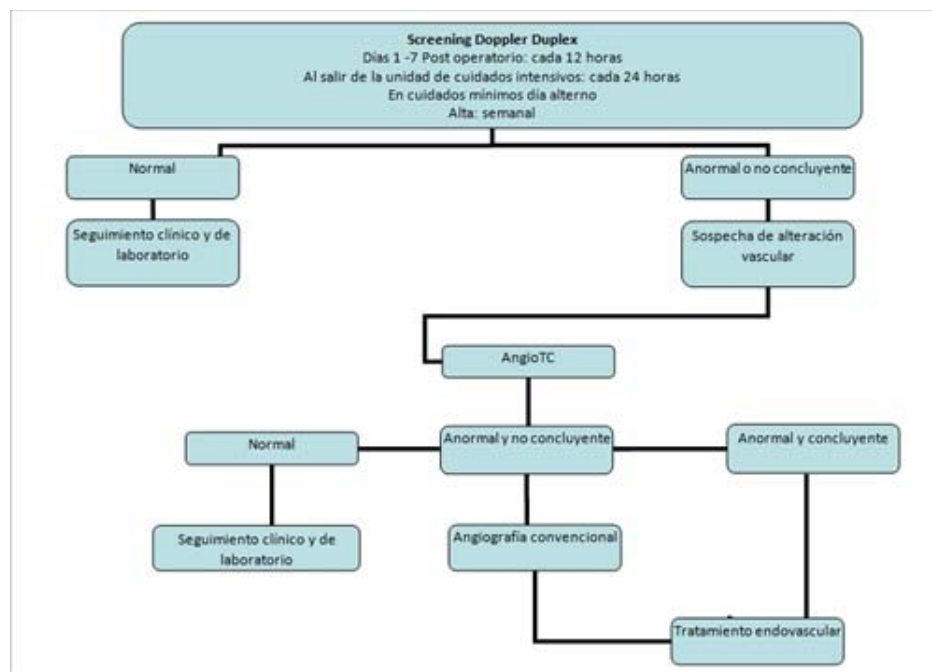 Screening Doppler Duplex
Días 1 -7 Post operatorio: cada 12 horas
Al salir de la unidad de cuidados intensivos: cada 24 horas
En cuidados mínimos día alterno
Alta: semanal
Normal
Anormal o no concluyente
Seguimiento clínico y de
laboratorio
Sospecha de alteración
vascular
AngioTC
Normal
Anormal y no concluyente
Anormal y concluyente
Seguimiento clínico y de
laboratorio
Angiografía convencional
Tratamiento endovascular